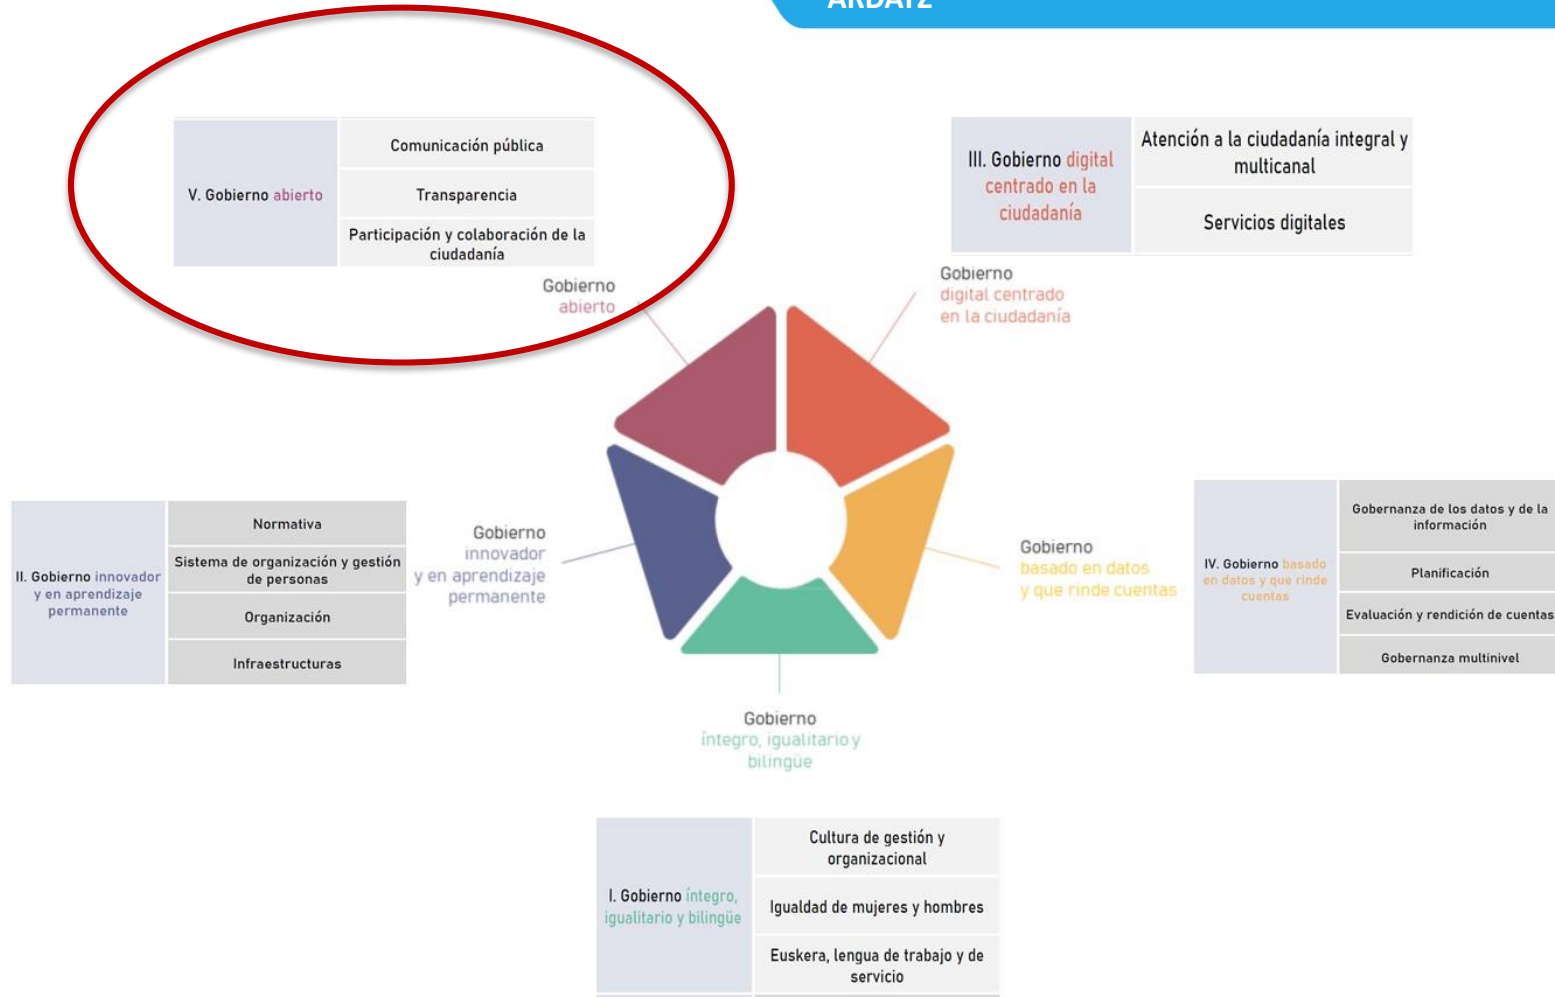 ARDATZ
V. Gobierno abierto
Comunicación pública
Transparencia
Participación y colaboración de la
ciudadanía
III. Gobierno digital
centrado en la
ciudadanía
Atención a la ciudadanía integral y
multicanal
Servicios digitales
Gobierno
abierto
Gobierno
digital centrado
en la ciudadanía
II. Gobierno innovador
y en aprendizaje
permanente
Normativa
Sistema de organización y gestión
de personas
Organización
Infraestructuras
Gobierno
innovador
y en aprendizaje
permanente
Gobierno
basado en datos
y que rinde cuentas
IV. Gobierno basado
en datos y que rinde
cuentas
Gobernanza de los datos y de la
información
Planificación
Evaluación y rendición de cuentas
Gobernanza multinivel
Gobierno
íntegro, igualitario y
bilingüe
I. Gobierno íntegro,
igualitario y bilingüe
Cultura de gestión y
organizacional
Igualdad de mujeres y hombres
Euskera, lengua de trabajo y de
servicio